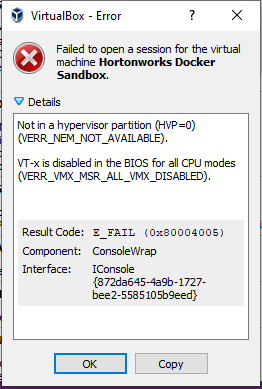 VirtualBox - Error
Failed to open a session for the virtual
machine Hortonworks Docker
Sandbox.
Details
Not in a hypervisor partition (HVP=0)
(VERR_NEM_NOT_AVAILABLE).
VT-x is disabled in the BIOS for all CPU modes
(VERR_VMX_MSR_ALL_VMX_DISABLED).
Result Code: E_FAIL (0x80004005)
Component: ConsoleWrap
Interface: IConsole
{872da645-4a9b-1727-
bee2-5585105b9eed}
OK Copy